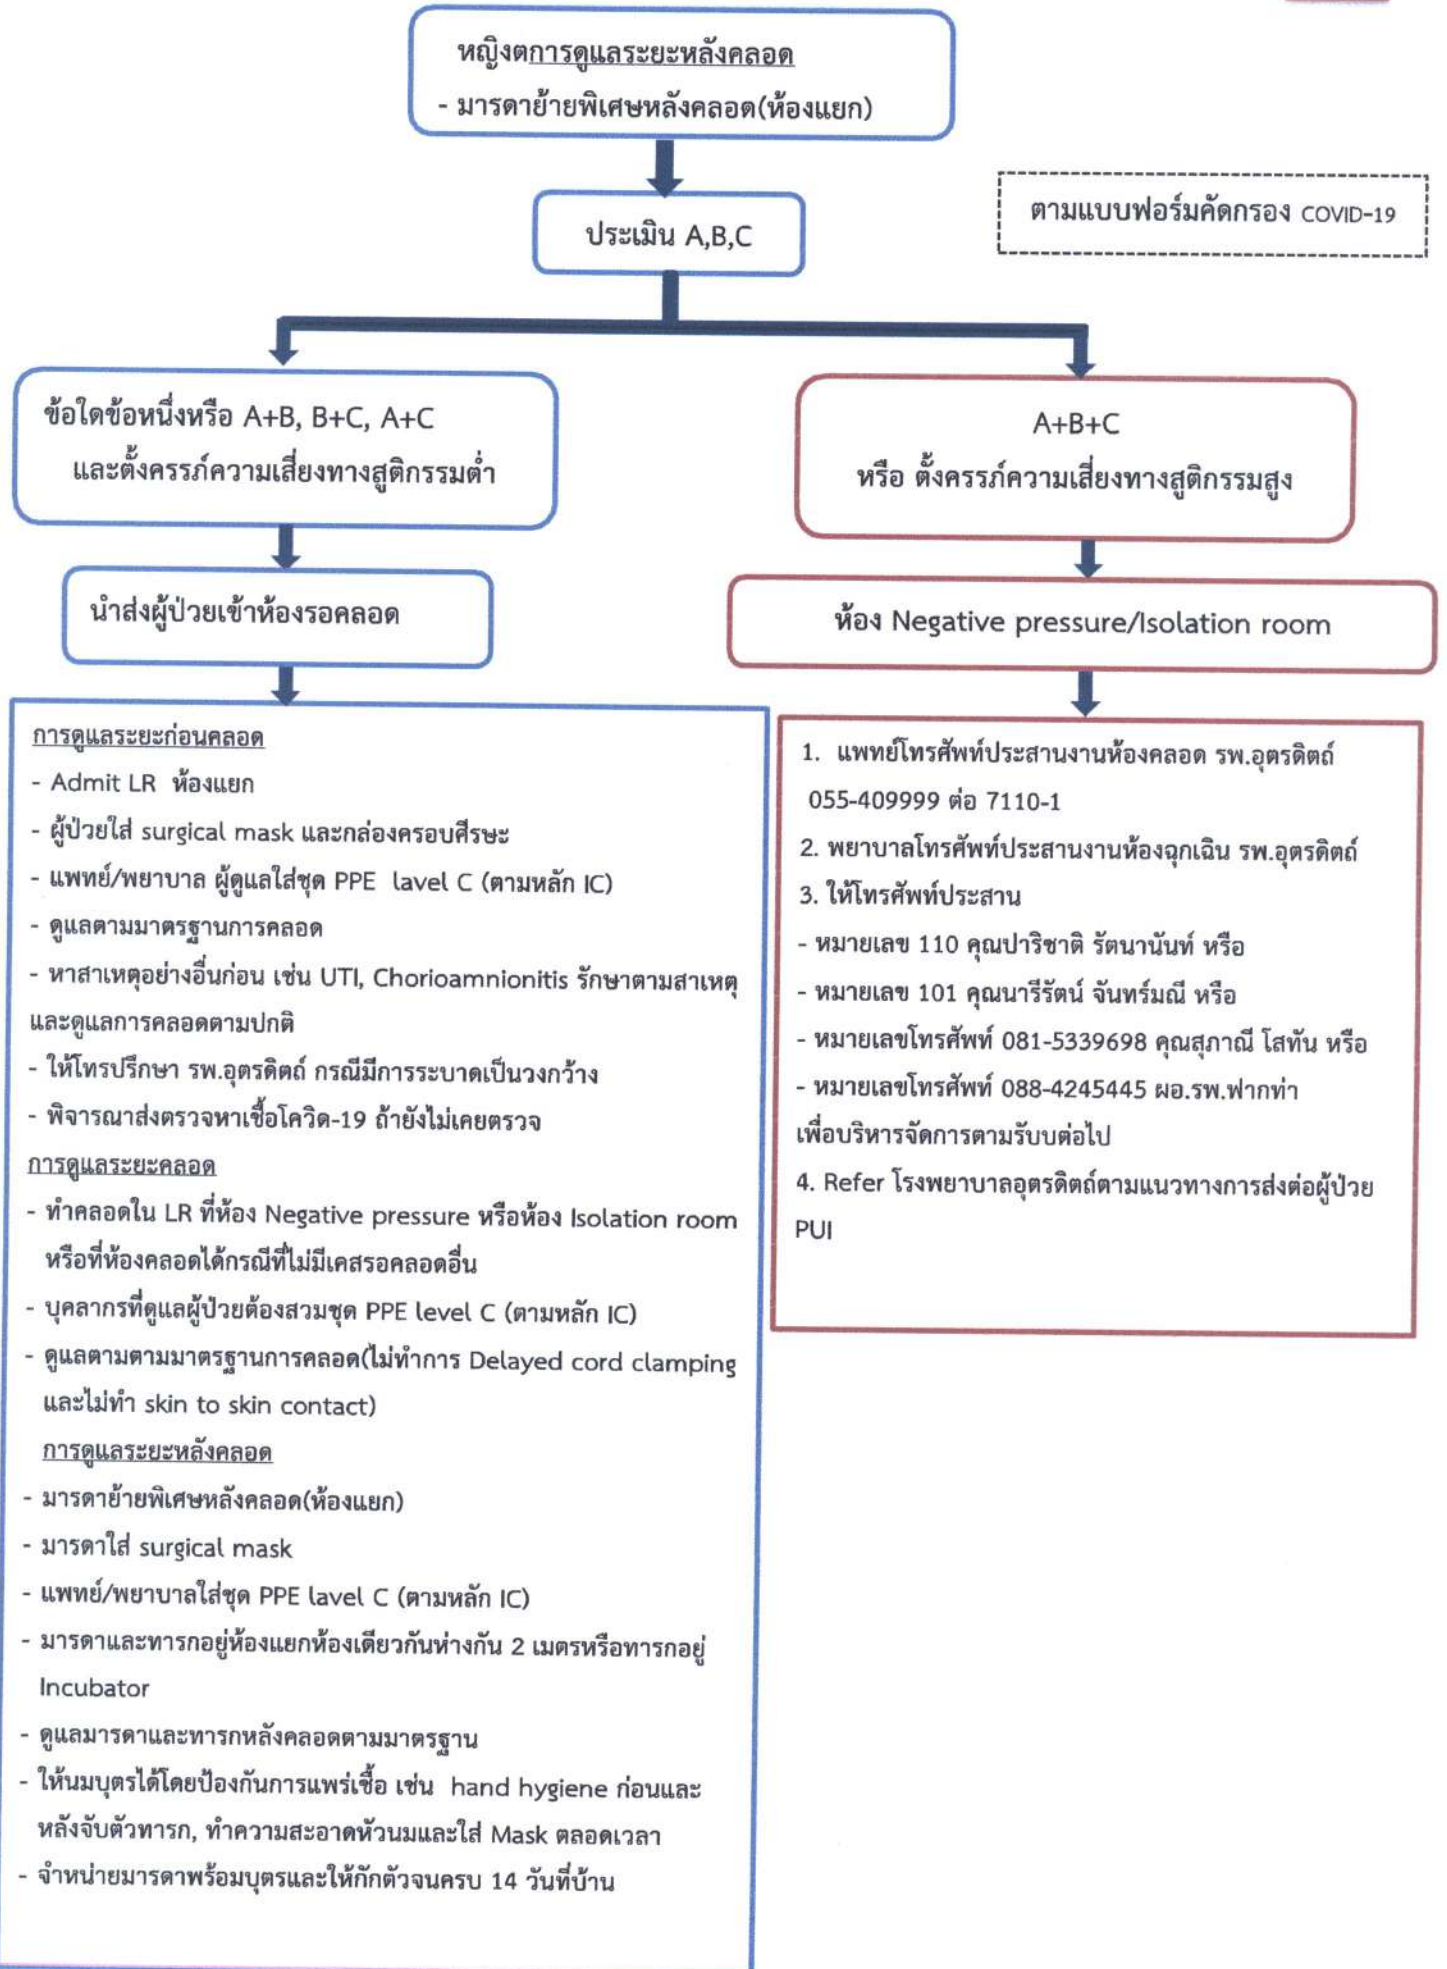 หญิงตการดูแลระยะหลังคลอด
- มารดาย้ายพิเศษหลังคลอด(ห้องแยก)
ประเมิน A,B,C
ตามแบบฟอร์มคัดกรอง COVID-19
ข้อใดข้อหนึ่งหรือ A+B, B+C, A+C
และตั้งครรภ์ความเสี่ยงทางสูติกรรมต่ำ
A+B+C
หรือ ตั้งครรภ์ความเสี่ยงทางสูติกรรมสูง
นำส่งผู้ป่วยเข้าห้องรอคลอด
ห้อง Negative pressure/Isolation room
การดูแลระยะก่อนคลอด
- Admit LR ห้องแยก
- ผู้ป่วยใส่ surgical mask และกล่องครอบศีรษะ
- แพทย์/พยาบาล ผู้ดูแลใส่ชุด PPE lavel C (ตามหลัก IC)
- ดูแลตามมาตรฐานการคลอด
- หาสาเหตุอย่างอื่นก่อน เช่น UTI, Chorioamnionitis รักษาตามสาเหตุ
และดูแลการคลอดตามปกติ
- ให้โทรปรึกษา รพ.อุตรดิตถ์ กรณีมีการระบาดเป็นวงกว้าง
- พิจารณาส่งตรวจหาเชื้อโควิด-19 ถ้ายังไม่เคยตรวจ
การดูแลระยะคลอด
- ทำคลอดใน LR ที่ห้อง Negative pressure หรือห้อง Isolation room
หรือที่ห้องคลอดได้กรณีที่ไม่มีเคสรอคลอดอื่น
- บุคลากรที่ดูแลผู้ป่วยต้องสวมชุด PPE level C (ตามหลัก IC)
- ดูแลตามตามมาตรฐานการคลอด(ไม่ทำการ Delayed cord clamping
และไม่ทำ skin to skin contact)
การดูแลระยะหลังคลอด
- มารดาย้ายพิเศษหลังคลอด(ห้องแยก)
- มารดาใส่ surgical mask
- แพทย์/พยาบาลใส่ชุด PPE lavel C (ตามหลัก IC)
- มารดาและทารกอยู่ห้องแยกห้องเดียวกันห่างกัน 2 เมตรหรือทารกอยู่
Incubator
- ดูแลมารดาและทารกหลังคลอดตามมาตรฐาน
- ให้นมบุตรได้โดยป้องกันการแพร่เชื้อ เช่น hand hygiene ก่อนและ
หลังจับตัวทารก, ทำความสะอาดหัวนมและใส่ Mask ตลอดเวลา
- จำหน่ายมารดาพร้อมบุตรและให้กักตัวจนครบ 14 วันที่บ้าน
1. แพทย์โทรศัพท์ประสานงานห้องคลอด รพ.อุตรดิตถ์
055-409999 ต่อ 7110-1
2. พยาบาลโทรศัพท์ประสานงานห้องฉุกเฉิน รพ.อุตรดิตถ์
3. ให้โทรศัพท์ประสาน
- หมายเลข 110 คุณปาริชาติ รัตนานันท์ หรือ
- หมายเลข 101 คุณนารีรัตน์ จันทร์มณี หรือ
- หมายเลขโทรศัพท์ 081-5339698 คุณสุภาณี โสทัน หรือ
- หมายเลขโทรศัพท์ 088-4245445 ผอ.รพ.ฟากท่า
เพื่อบริหารจัดการตามรับบต่อไป
4. Refer โรงพยาบาลอุตรดิตถ์ตามแนวทางการส่งต่อผู้ป่วย
PUI